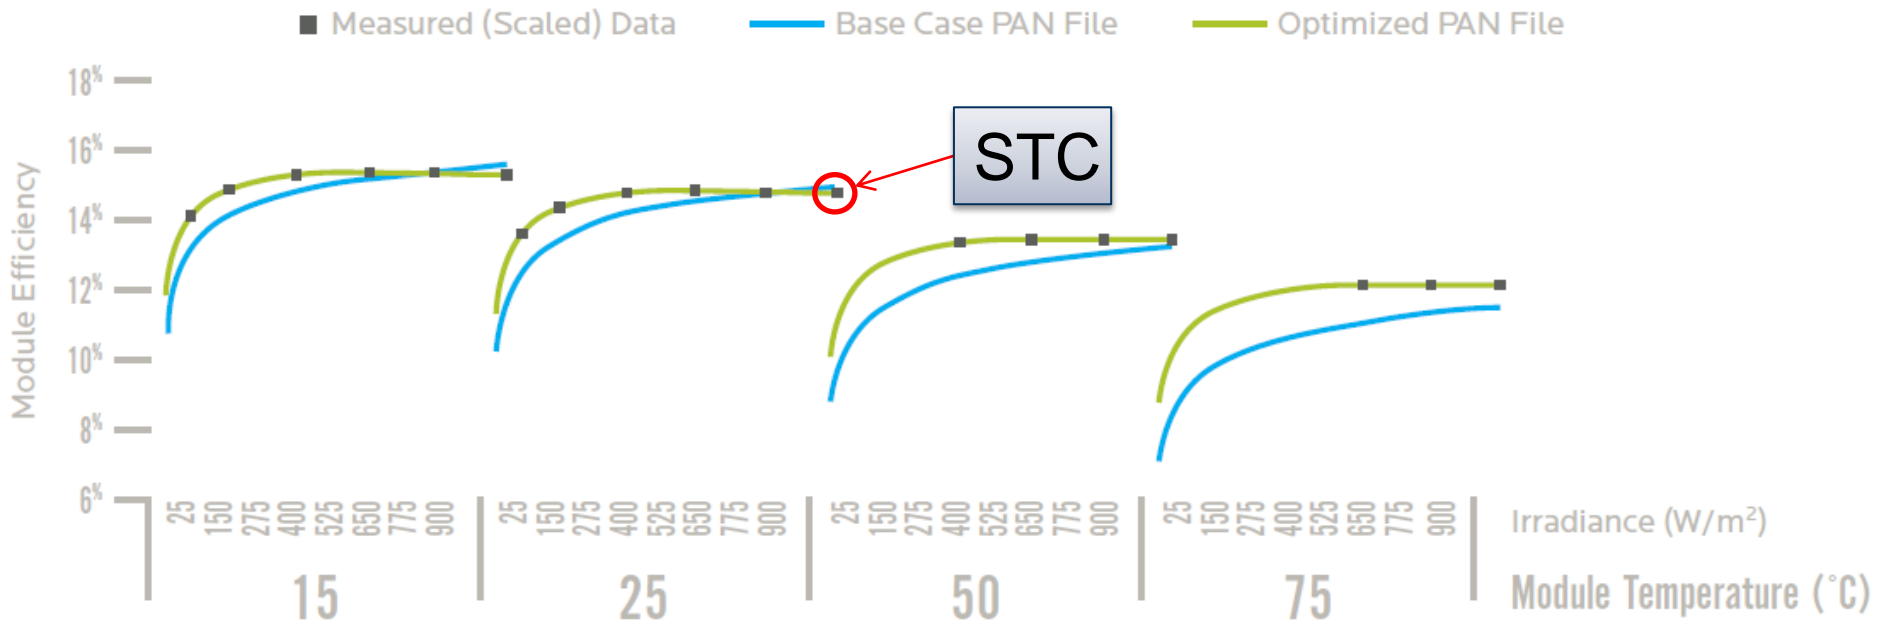 Measured (Scaled) Data Base Case PAN File Optimized PAN File
18%
16%
14%
12%
10%
8%
6%
Module Efficiency
STC
25 150 275 400 525 650 775 900 25 150 275 400 525 650 775 900 25 150 275 400 525 650 775 900 25 150 275 400 525 650 775 900 Irradiance (W/m²)
15 25 50 75 Module Temperature (°C)